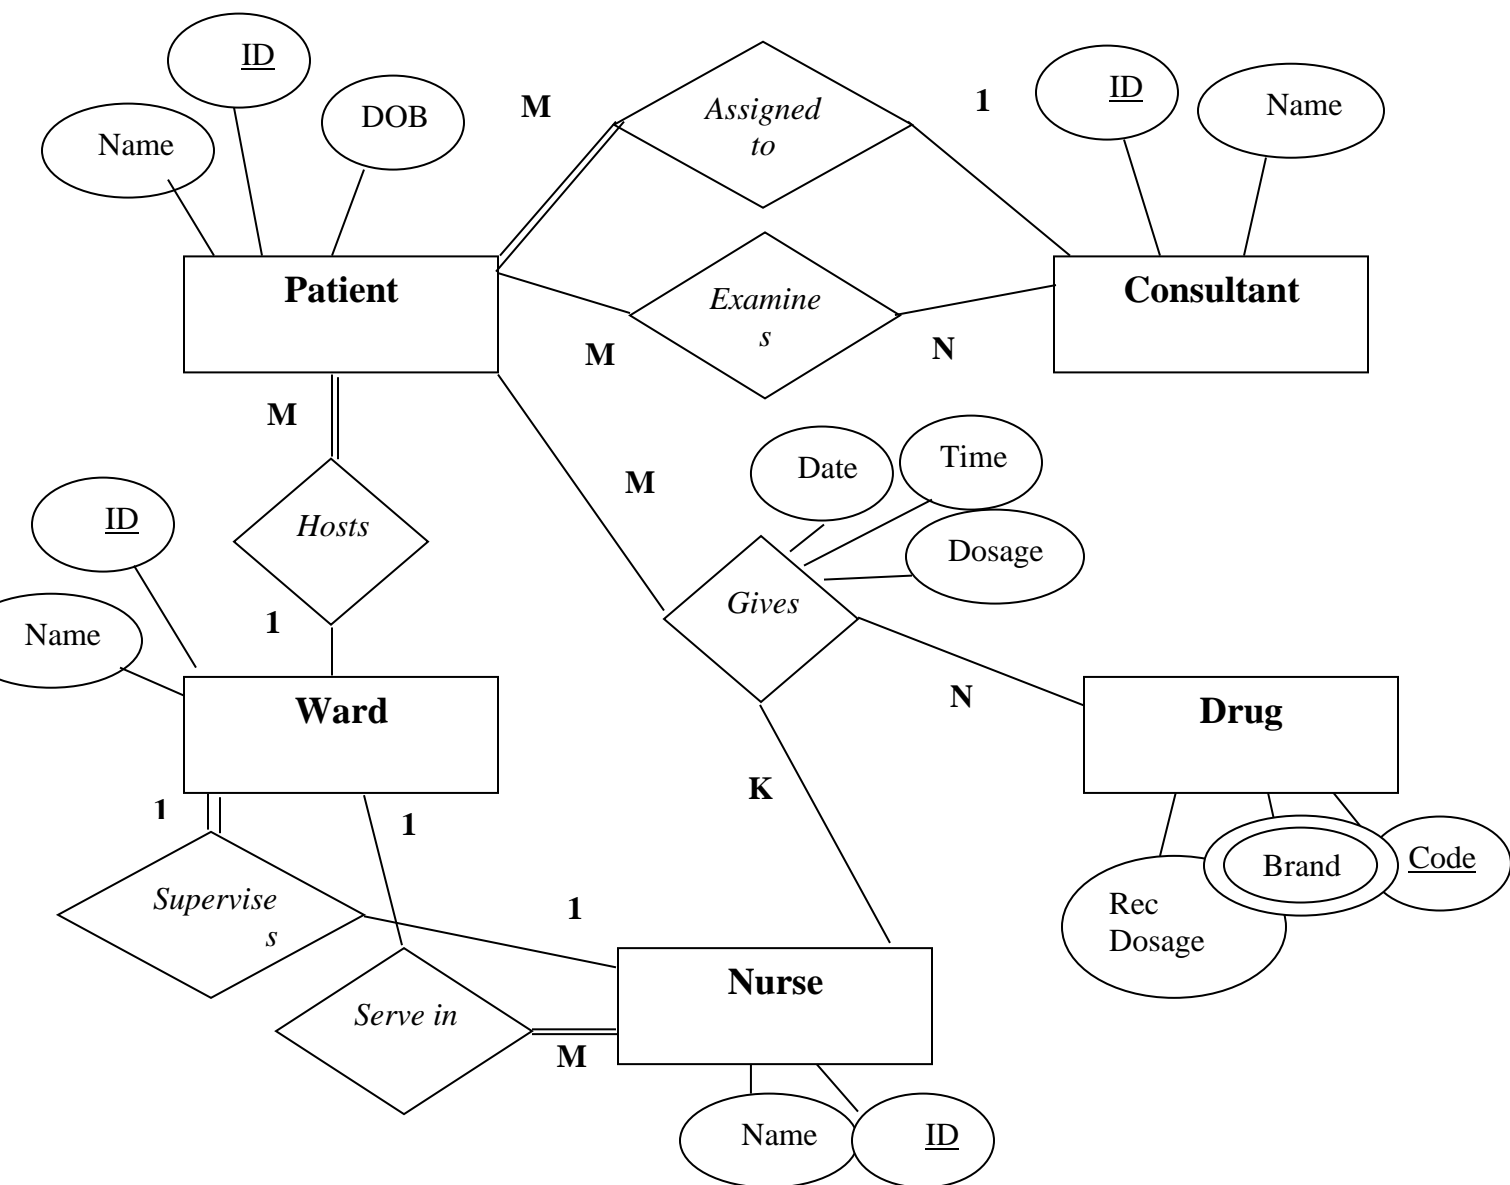 ID
DOB
Name
M
Assigned
to
1
ID
Name
Patient
Examine
s
Consultant
M
N
M
Hosts
1
ID
Name
M
Date
Time
Dosage
Gives
N
K
Ward
Drug
1
1
Supervise
s
1
Serve in
M
Nurse
Rec
Dosage
Brand
Code
Name
ID